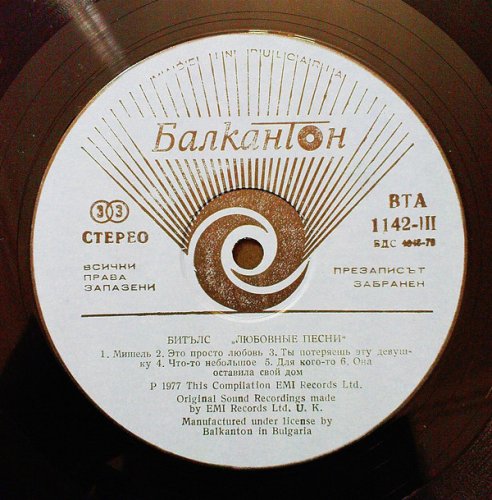 MADE IN BULGARIA
Балкантон
33
СТЕРЕО
ВТА
1142-III
БДС
ВСИЧКИ
ПРАВА
ЗАПАЗЕНИ
ПРЕЗАПИСЪТ
ЗАБРАНЕН
БИТЪЛС „ЛЮБОВНЫЕ ПЕСНИ"
1. Мишель 2. Это просто любовь 3. Ты потеряешь эту девуш-
ку 4. Что-то небольшое 5. Для кого-то 6. Она
оставила свой дом
P 1977 This Compilation EMI Records Ltd.
Original Sound Recordings made
by EMI Records Ltd. U. K.
Manufactured under license by
Balkanton in Bulgaria